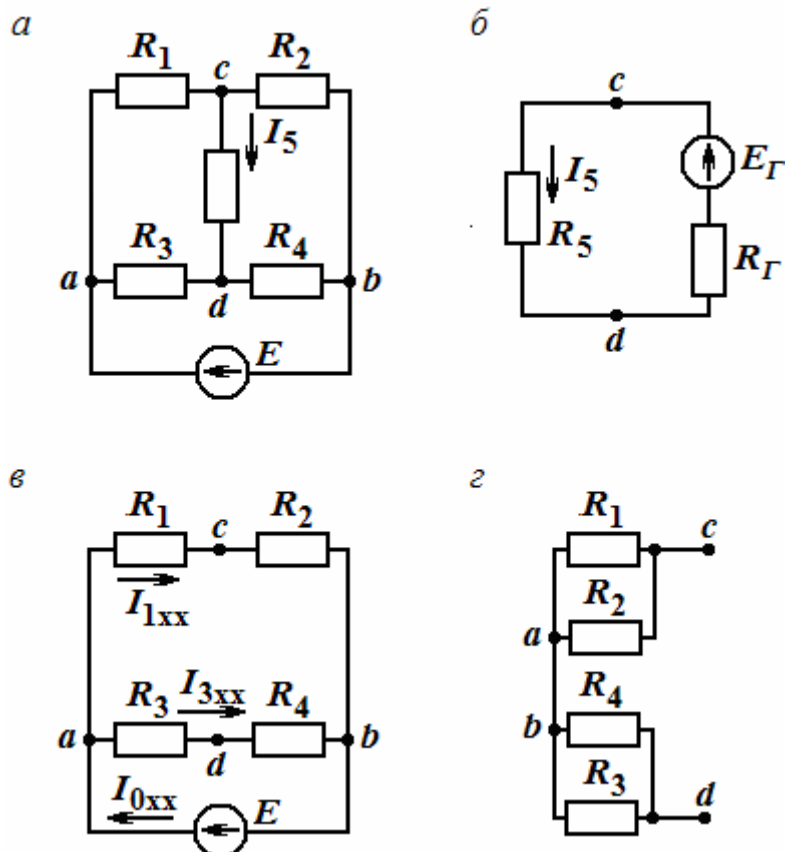 а
R1 c R2
I5
R3 R4
a d b
E
б
c
I5 EГ
R5 RГ
d
в
R1 c R2
I1xx
R3 I3xx R4
a d b
I0xx E
г
R1 c
R2
a
R4
b
R3 d